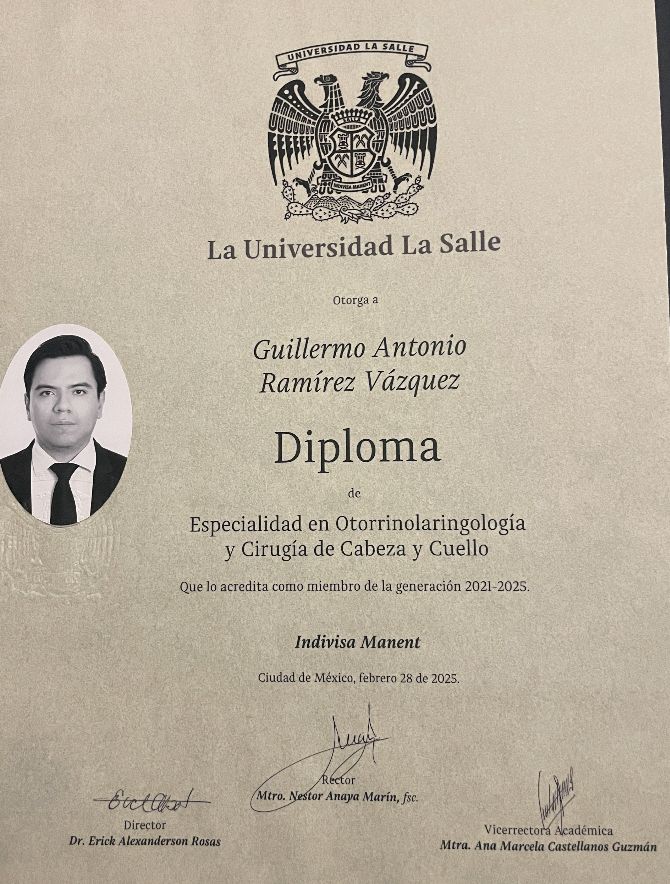 UNIVERSIDAD LA SALLE
INDIVISA MANENT
La Universidad La Salle
Otorga a
Guillermo Antonio
Ramírez Vázquez
Diploma
de
Especialidad en Otorrinolaringología
y Cirugía de Cabeza y Cuello
Que lo acredita como miembro de la generación 2021-2025.
Indivisa Manent
Ciudad de México, febrero 28 de 2025.
Rector
Mtro. Nestor Anaya Marín, fsc.
Director
Dr. Erick Alexanderson Rosas
Vicerrectora Académica
Mtra. Ana Marcela Castellanos Guzmán